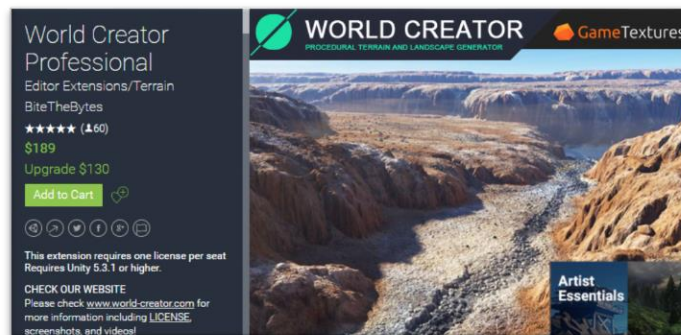 World Creator
Professional
Editor Extensions/Terrain
BiteTheBytes
★★★★★ (60)
$189
Upgrade $130
Add to Cart
This extension requires one license per seat
Requires Unity 5.3.1 or higher.
CHECK OUR WEBSITE
Please check www.world-creator.com for
more information including LICENSE,
screenshots, and videos!
WORLD CREATOR
PROCEDURAL TERRAIN AND LANDSCAPE GENERATOR
GameTextures
Artist
Essentials